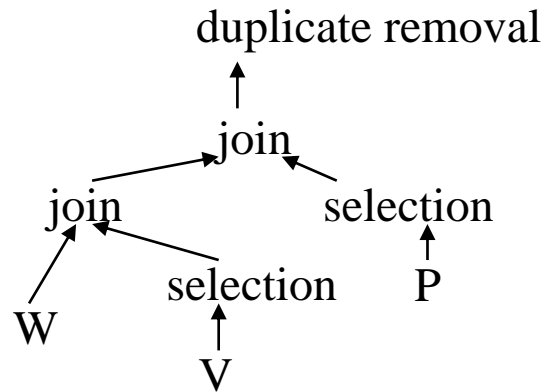 duplicate removal
join
join selection
selection P
W
V